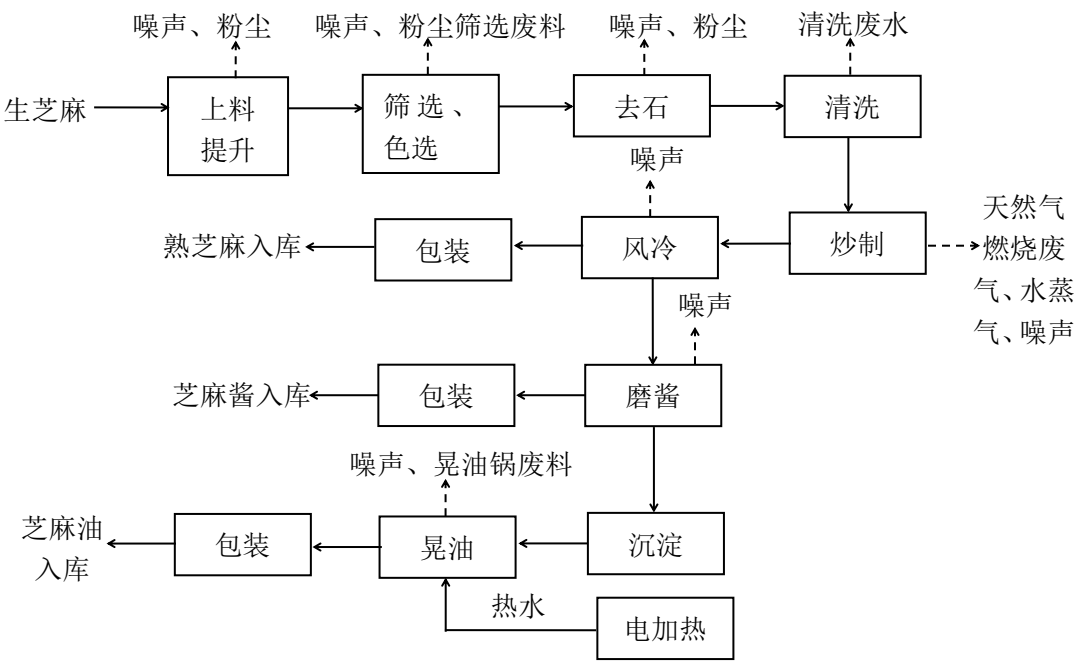 噪声、粉尘
噪声、粉尘筛选废料
噪声、粉尘
清洗废水
生芝麻
上料
提升
筛选、
色选
去石
清洗
噪声
熟芝麻入库
包装
风冷
炒制
天然气
燃烧废
气、水蒸
气、噪声
噪声
芝麻酱入库
包装
磨酱
噪声、晃油锅废料
芝麻油
入库
包装
晃油
沉淀
热水
电加热